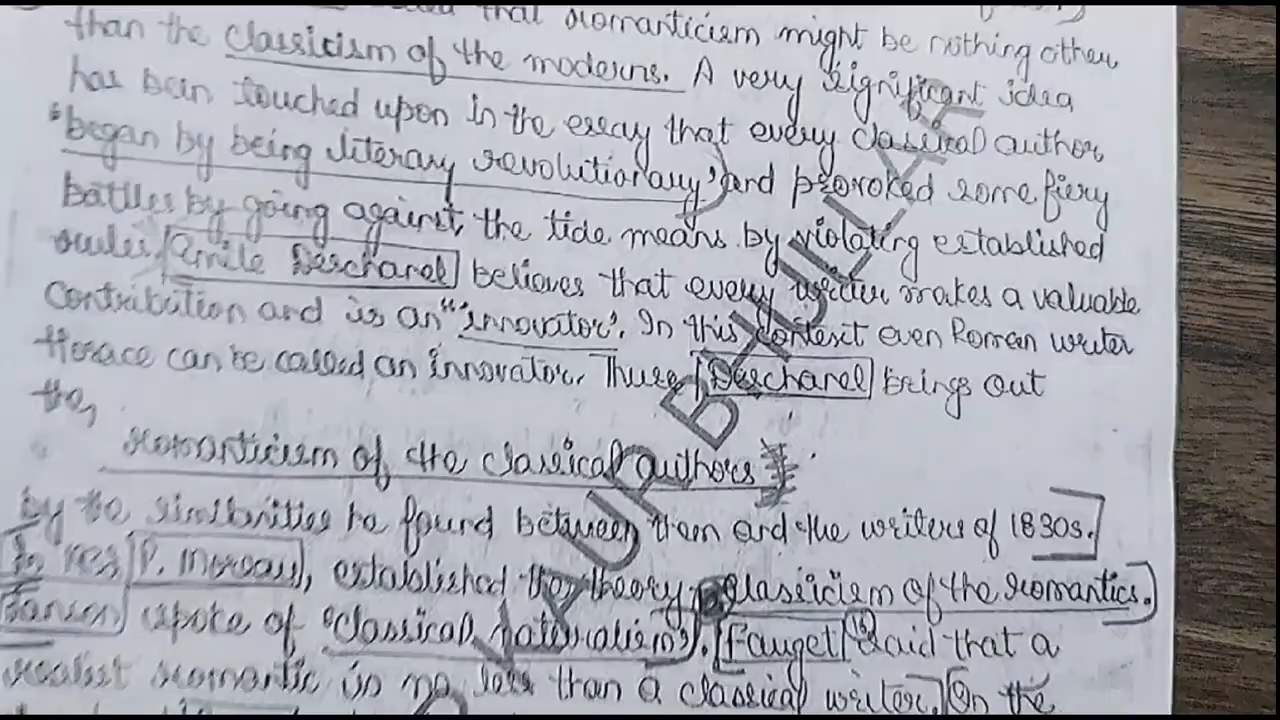 that romanticism might be nothing other
than the classicism of the moderns. A very significant idea
has been touched upon in the essay that every classical author
'began by being literary revolutionary' and provoked some fiery
battles by going against the tide means by violating established
rules. Emile Deschanel believes that every writer makes a valuable
contribution and is an "innovator". In this context even Roman writer
Horace can be called an innovator. Thus, Deschanel brings out
the,
romanticism of the classical authors
by the similarities he found between them and the writers of 1830s.
P. Moreau, established the theory classicism of the romantics.
spoke of "classical naturalism". Fauget said that a
realist romantic is no less than a classical writer. In the
APUR BHULLAR